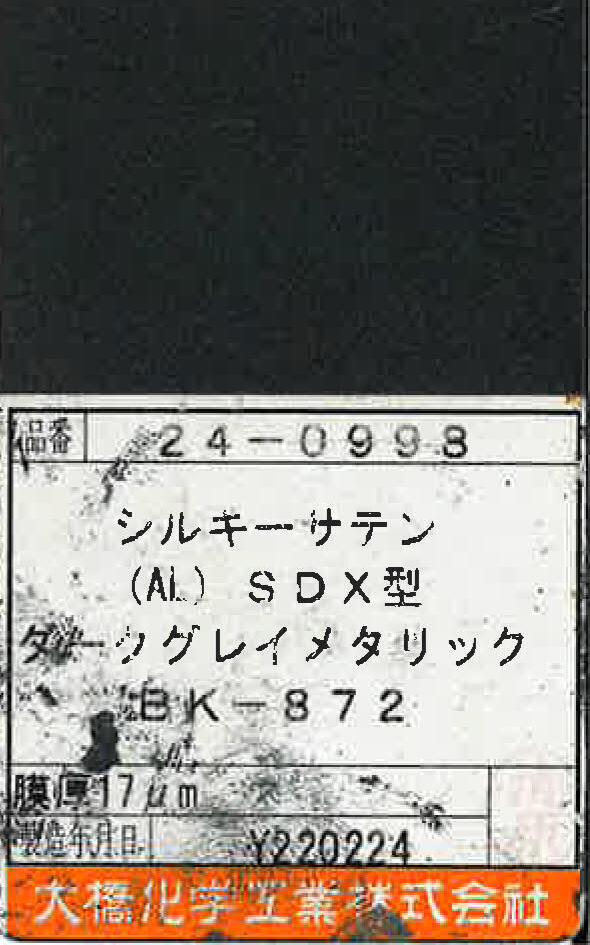 品番 24-0998
シルキーサテン
(AL) SDX型
ダークグレイメタリック
BK-872
膜厚17μm
製造年月日 Y220224
大橋化学工業株式会社